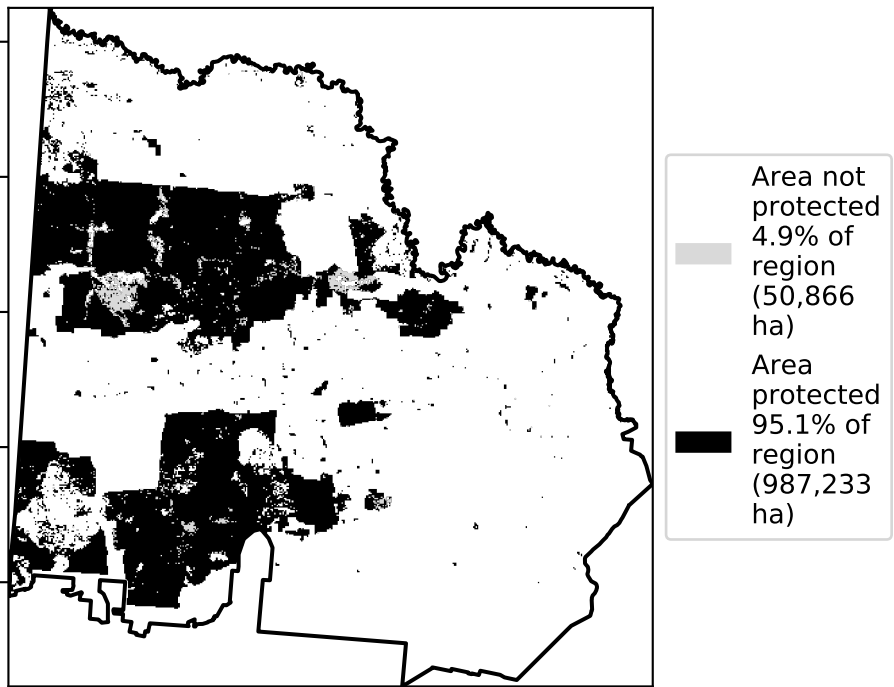 Area not
protected
4.9% of
region
(50,866
ha)
Area
protected
95.1% of
region
(987,233
ha)